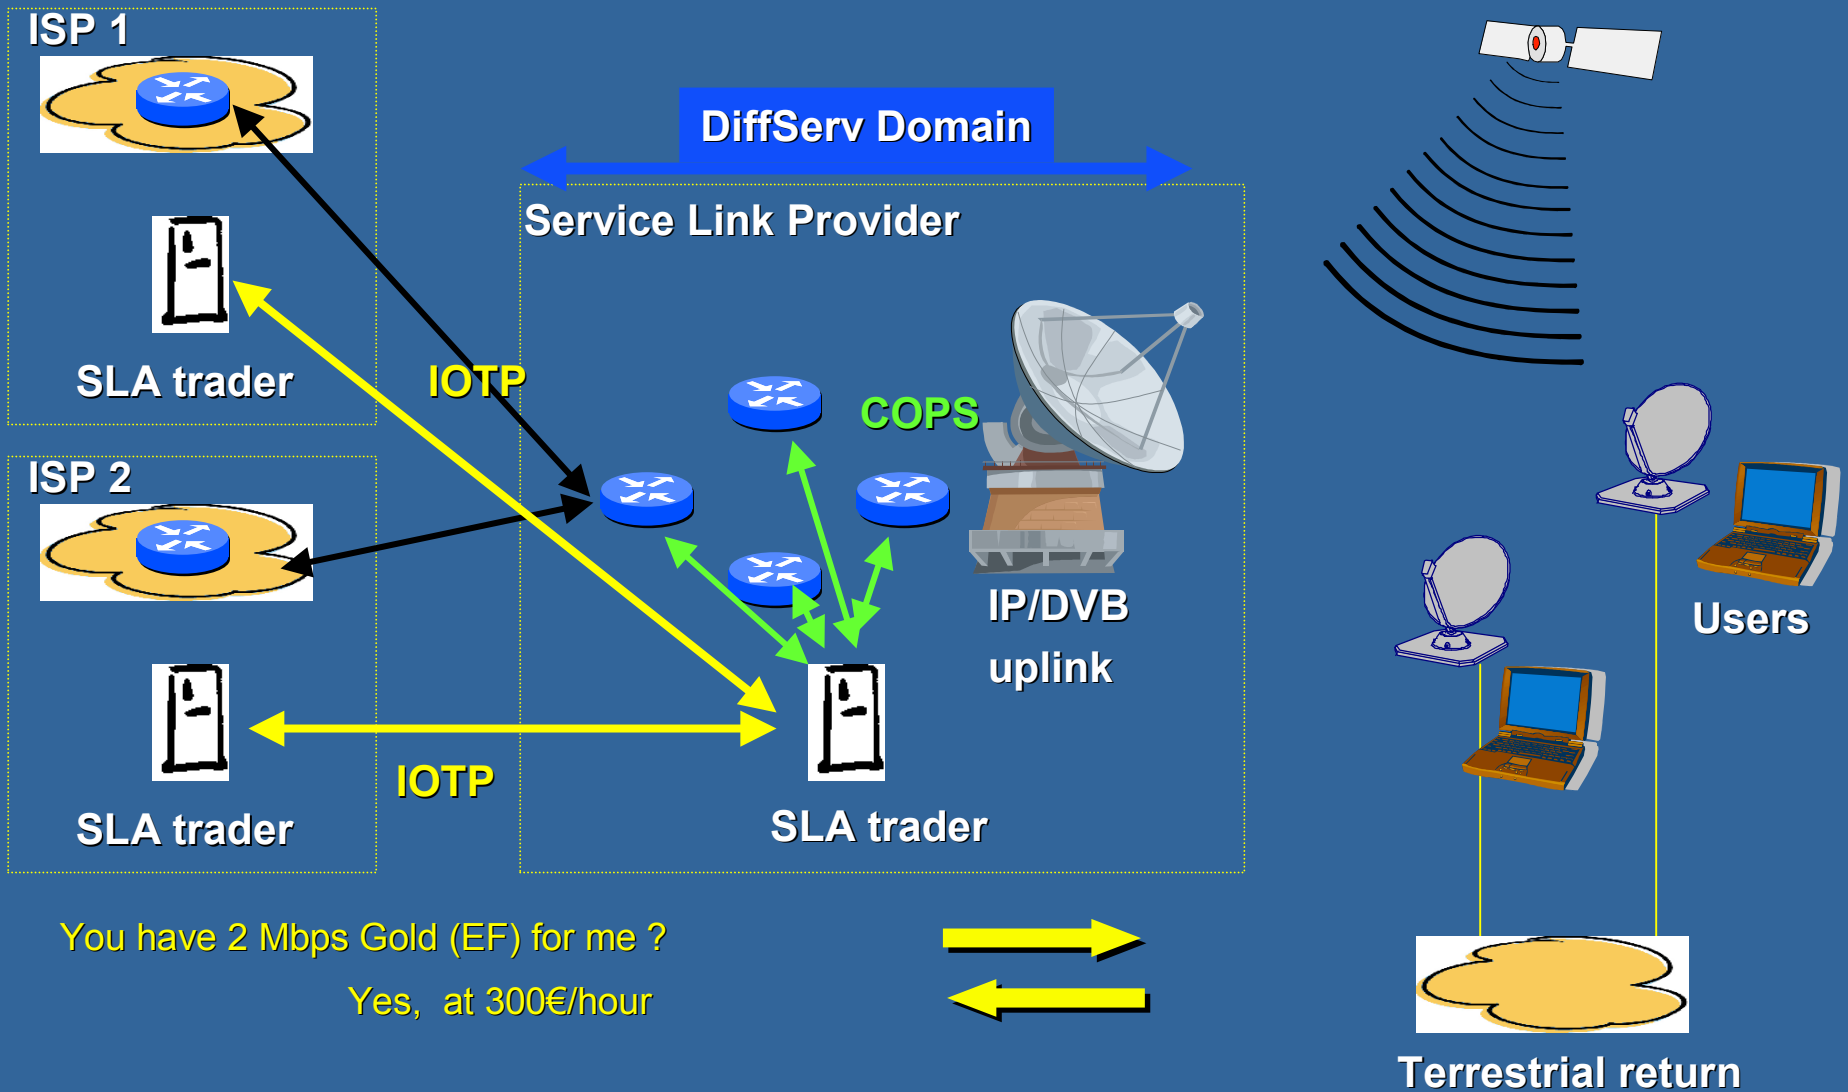 ISP 1
DiffServ Domain
Service Link Provider
SLA trader
IOTP
COPS
ISP 2
IP/DVB
uplink
Users
IOTP
SLA trader
SLA trader
You have 2 Mbps Gold (EF) for me ?
Yes, at 300€/hour
Terrestrial return